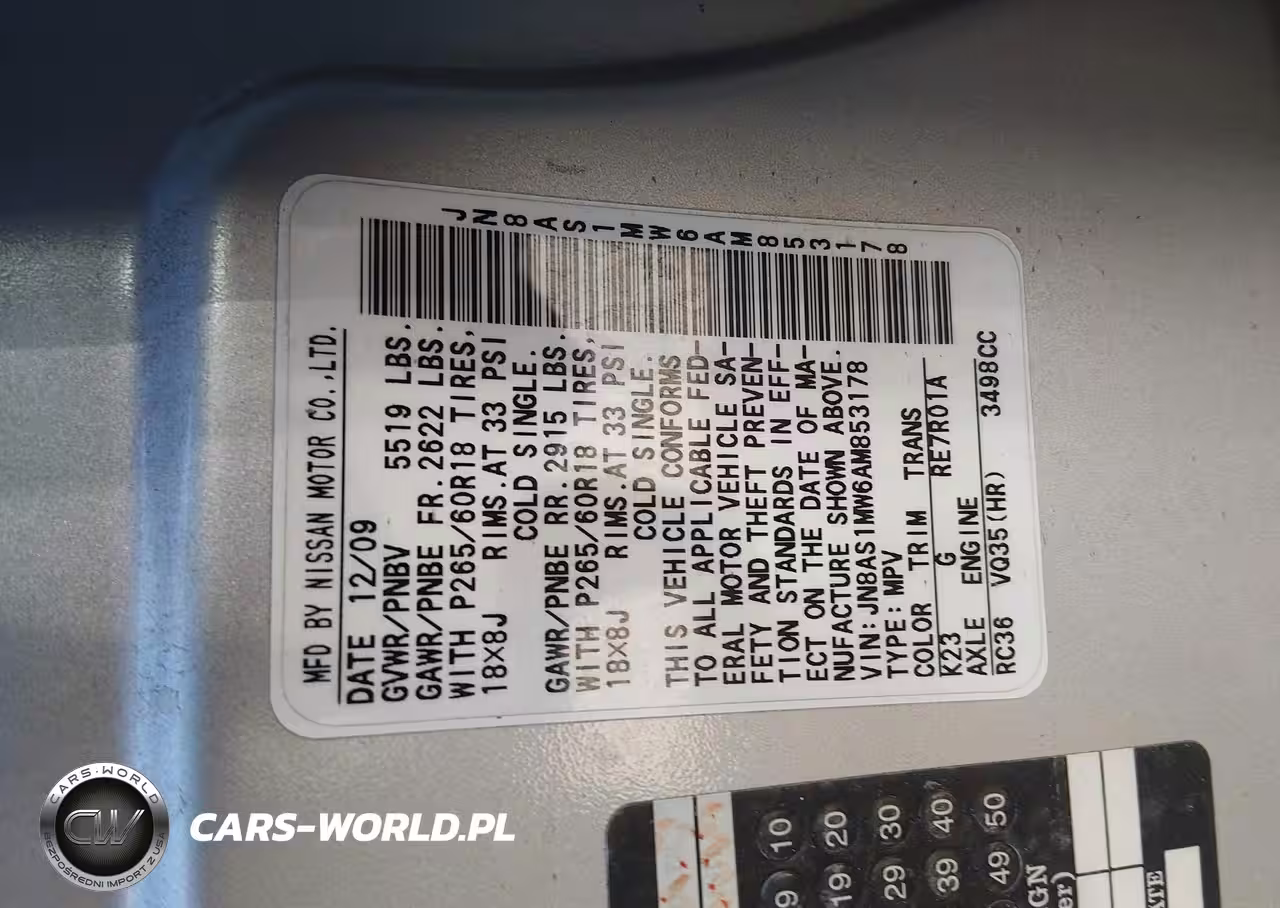 JN8AS1MW6AM853178
MFD BY NISSAN MOTOR CO.,LTD.
DATE 12/09
GVWR/PNBV 5519 LBS.
GAWR/PNBE FR. 2622 LBS.
WITH P265/60R18 TIRES,
18X8J RIMS.AT 33 PSI
COLD SINGLE.
GAWR/PNBE RR. 2915 LBS.
WITH P265/60R18 TIRES,
18X8J RIMS.AT 33 PSI
COLD SINGLE.
THIS VEHICLE CONFORMS
TO ALL APPLICABLE FED-
ERAL MOTOR VEHICLE SA-
FETY AND THEFT PREVEN-
TION STANDARDS IN EFF-
ECT ON THE DATE OF MA-
NUFACTURE SHOWN ABOVE.
VIN: JN8AS1MW6AM853178
TYPE: MPV
COLOR TRIM TRANS
K23 G RE7R01A
AXLE ENGINE
RC36 VQ35(HR) 3498CC
9 10
19 20
29 30
39 40
49 50
CARS-WORLD
CW
BEZPOŚREDNI IMPORT Z USA
CARS-WORLD.PL